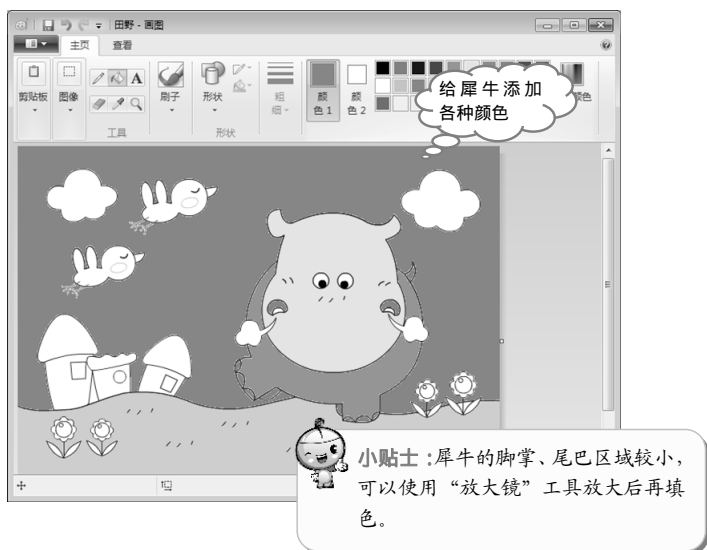 田野 - 画图
主页 查看
剪贴板
图像
工具
刷子
形状
形状
粗
细
颜
色 1
颜
色 2
颜色
给犀牛添加
各种颜色
小贴士：犀牛的脚掌、尾巴区域较小，
可以使用“放大镜”工具放大后再填
色。